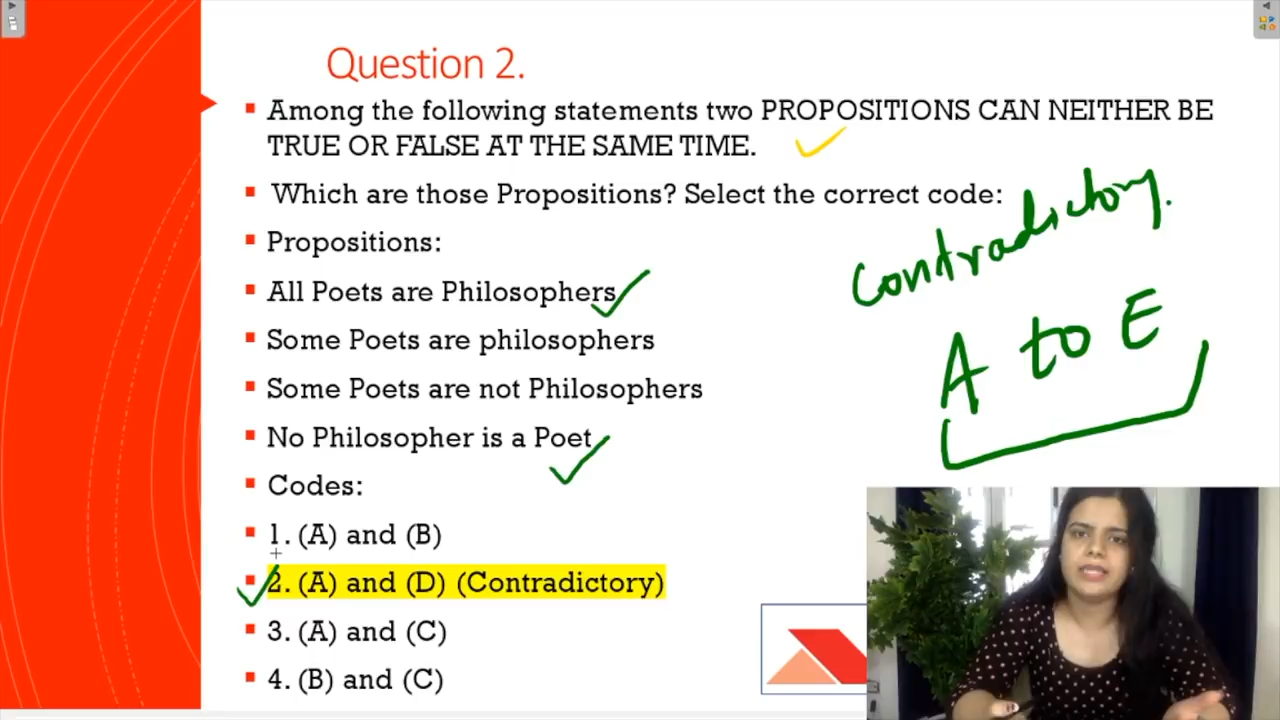 Question 2.
Among the following statements two PROPOSITIONS CAN NEITHER BE
TRUE OR FALSE AT THE SAME TIME.
Which are those Propositions? Select the correct code:
Propositions:
All Poets are Philosophers
Some Poets are philosophers
Some Poets are not Philosophers
No Philosopher is a Poet
Codes:
1. (A) and (B)
2. (A) and (D) (Contradictory)
3. (A) and (C)
4. (B) and (C)
Contradictory.
A to E